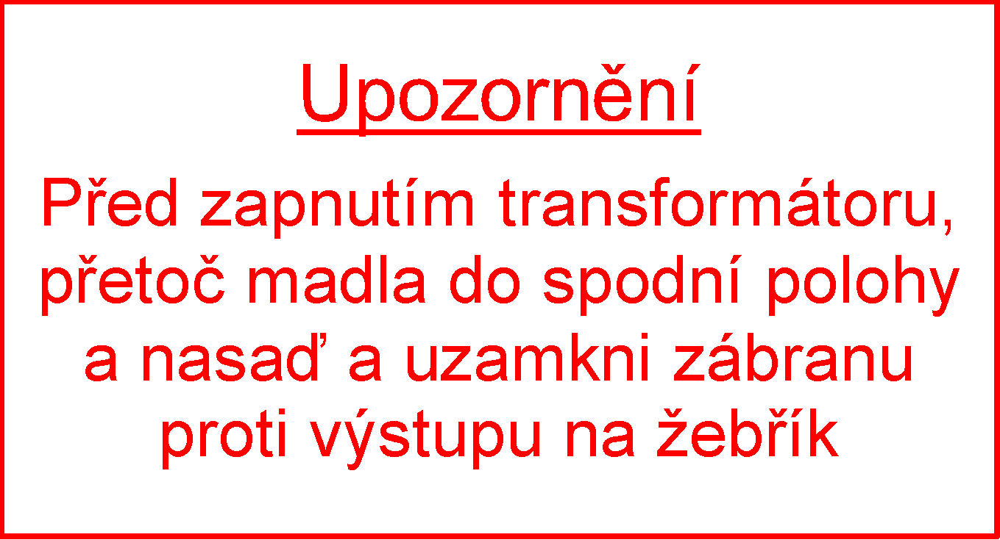 Upozornění
Před zapnutím transformátoru,
přetoč madla do spodní polohy
a nasaď a uzamkni zábranu
proti výstupu na žebřík